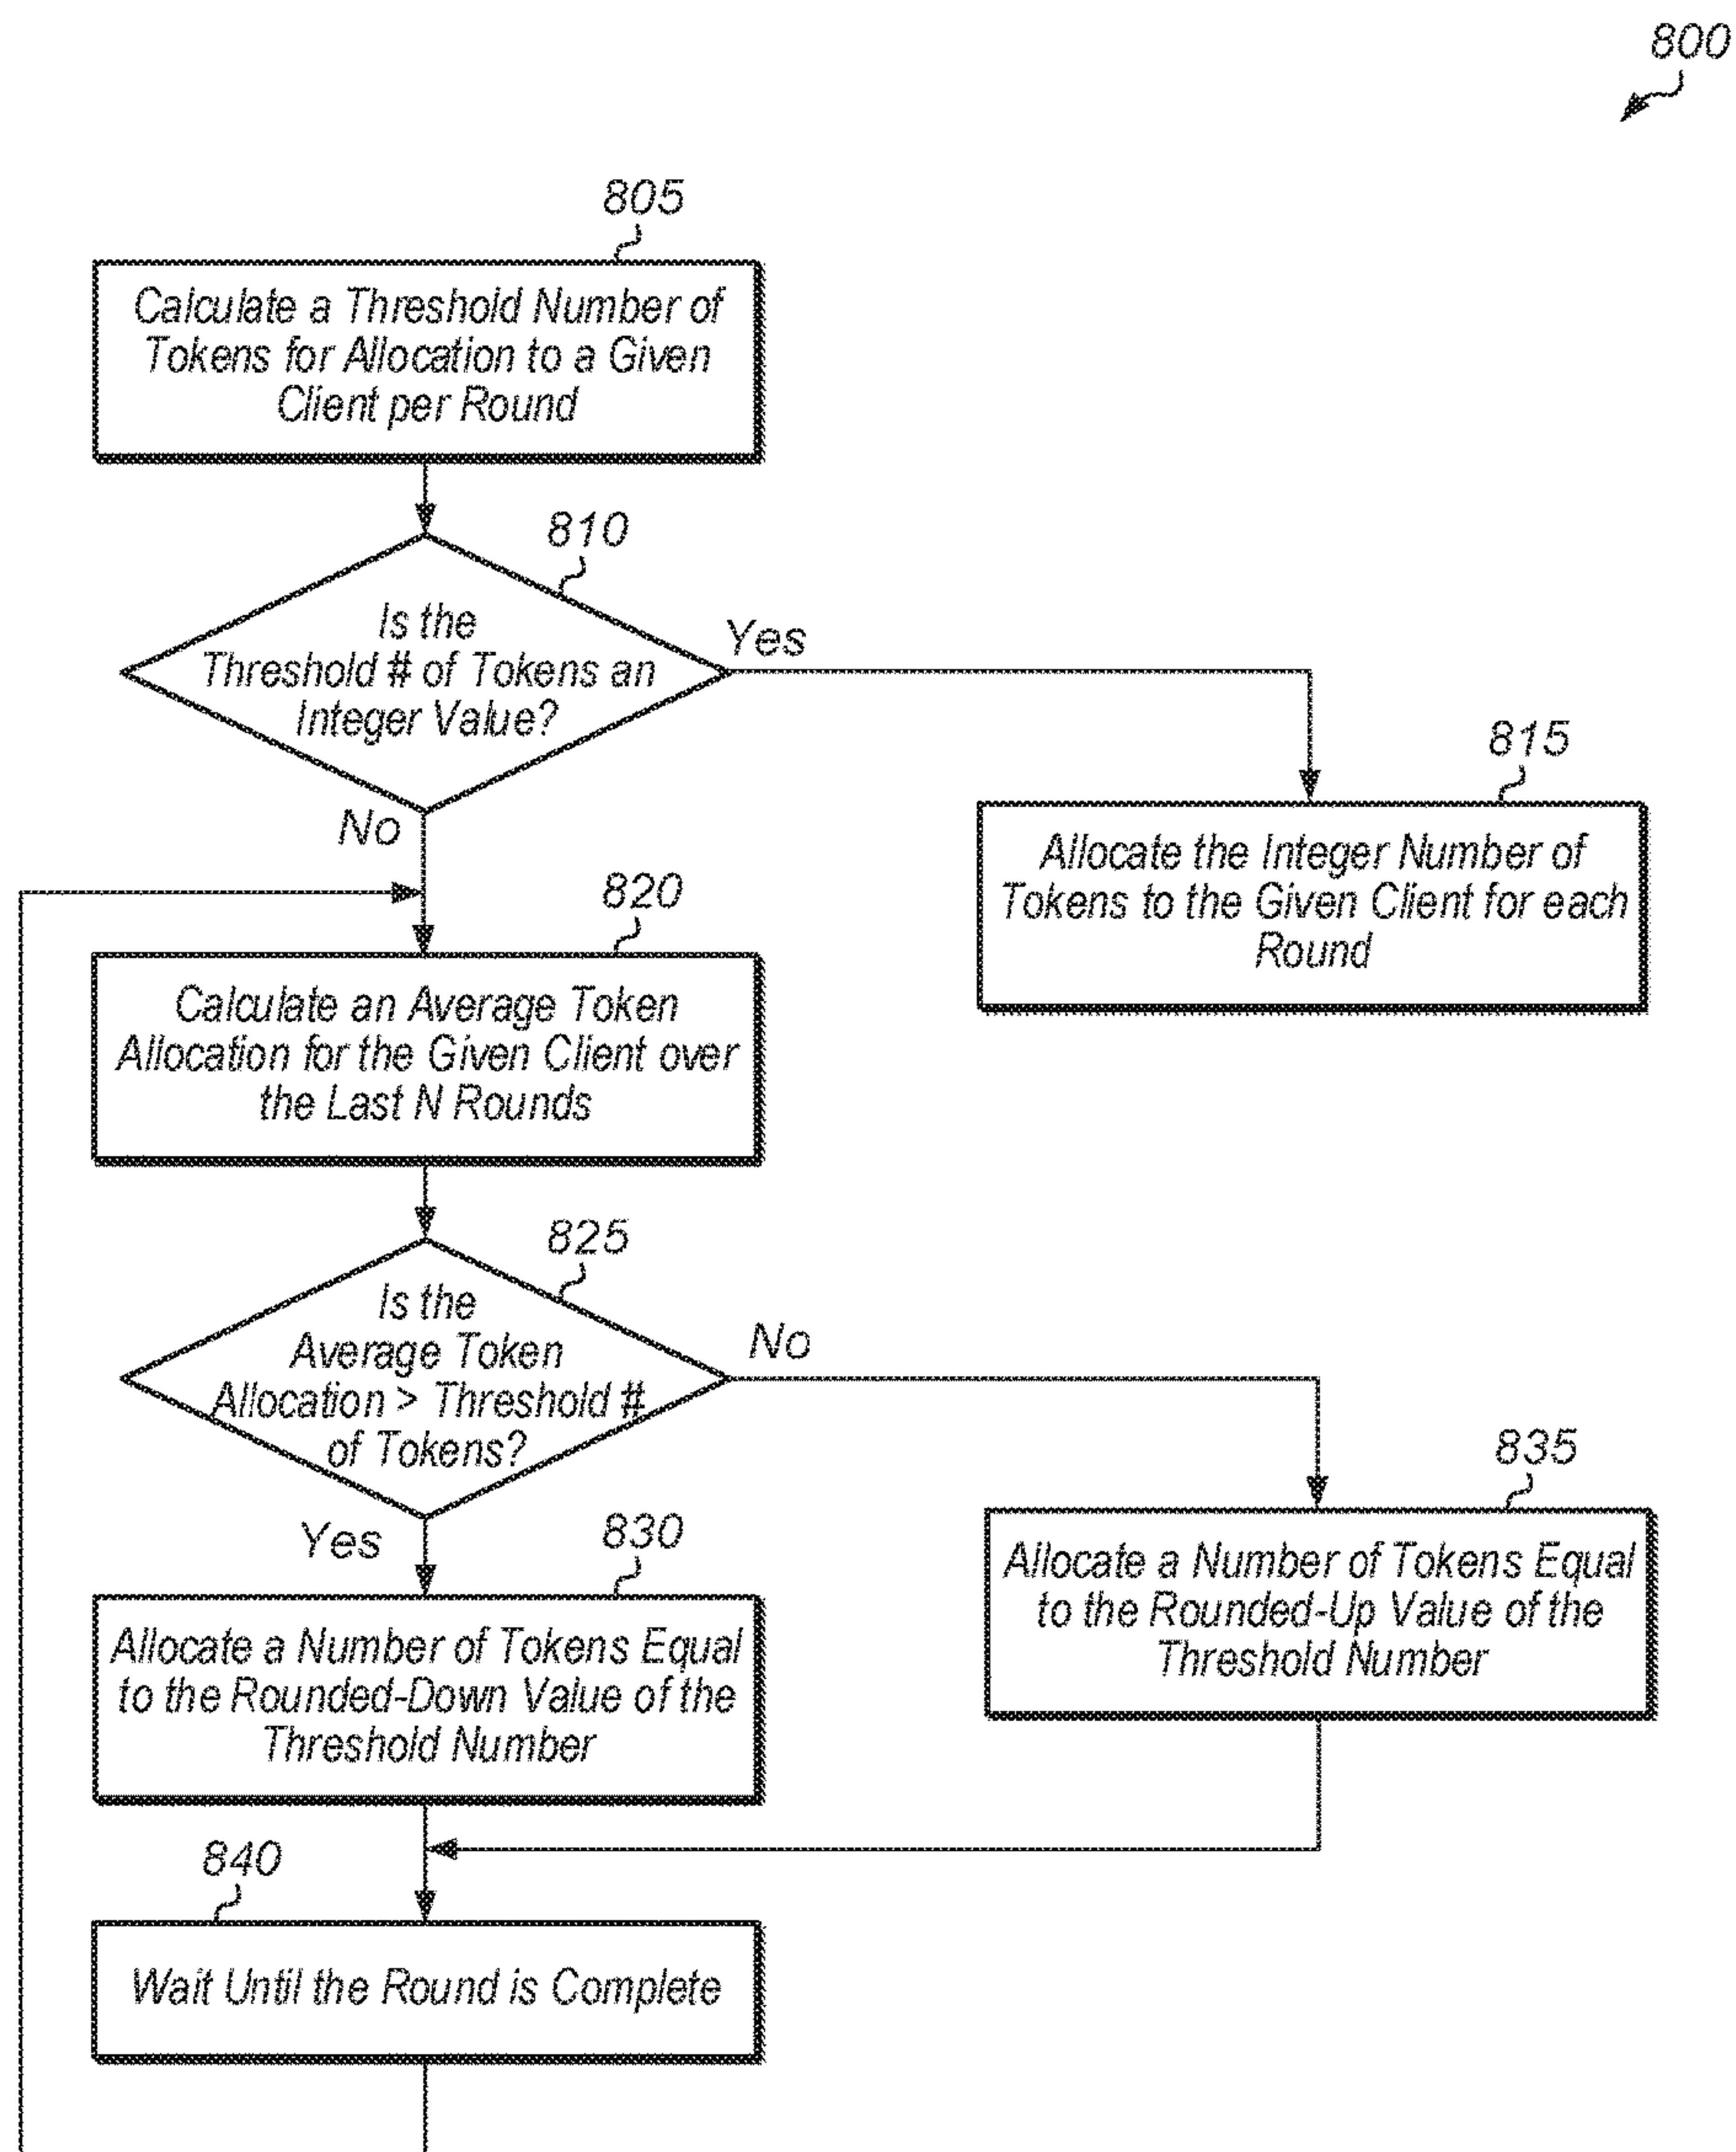 800
805
Calculate a Threshold Number of
Tokens for Allocation to a Given
Client per Round
810
Is the
Threshold # of Tokens an
Integer Value?
Yes
No
815
Allocate the Integer Number of
Tokens to the Given Client for each
Round
820
Calculate an Average Token
Allocation for the Given Client over
the Last N Rounds
825
Is the
Average Token
Allocation > Threshold #
of Tokens?
No
Yes
835
Allocate a Number of Tokens Equal
to the Rounded-Up Value of the
Threshold Number
830
Allocate a Number of Tokens Equal
to the Rounded-Down Value of the
Threshold Number
840
Wait Until the Round is Complete